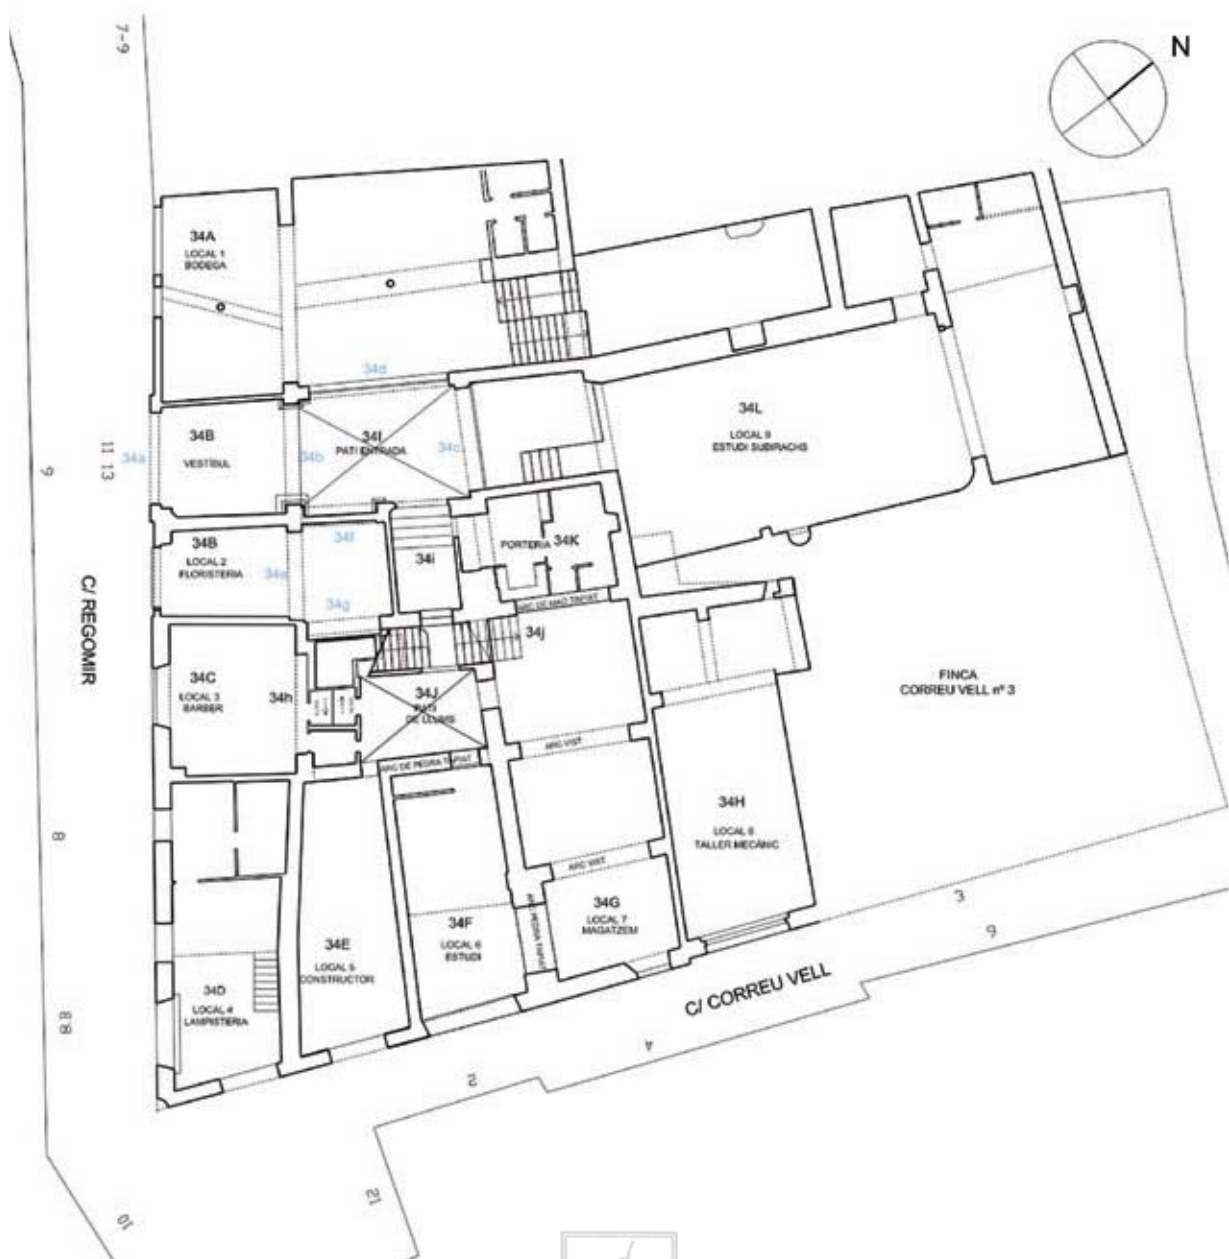 7-9
N
34A
LOCAL 1
BODEGA
34d
34L
LOCAL 9
ESTUDI SUBIRACHS
34B
VESTÍBUL
34a
34b
34I
PATI ENTRADA
34c
11 13
9
34B
LOCAL 2
FLORISTERIA
34e
34f
34g
34i
PORTERIA
34K
ARC DE MAO TAPIAT
34j
C/ REGOMIR
34C
LOCAL 3
BARBER
34h
34J
PATI
DE LLUMS
FINCA
CORREU VELL nº 3
ARC VIST
ARC DE PEDRA TAPIAT
34H
LOCAL 8
TALLER MECÀNIC
8
ARC VIST
34G
LOCAL 7
MAGATZEM
ARC PEDRA TAPIAT
34F
LOCAL 6
ESTUDI
34E
LOCAL 5
CONSTRUCTOR
34D
LOCAL 4
LAMPISTERIA
3
6
C/ CORREU VELL
4
2
21
10